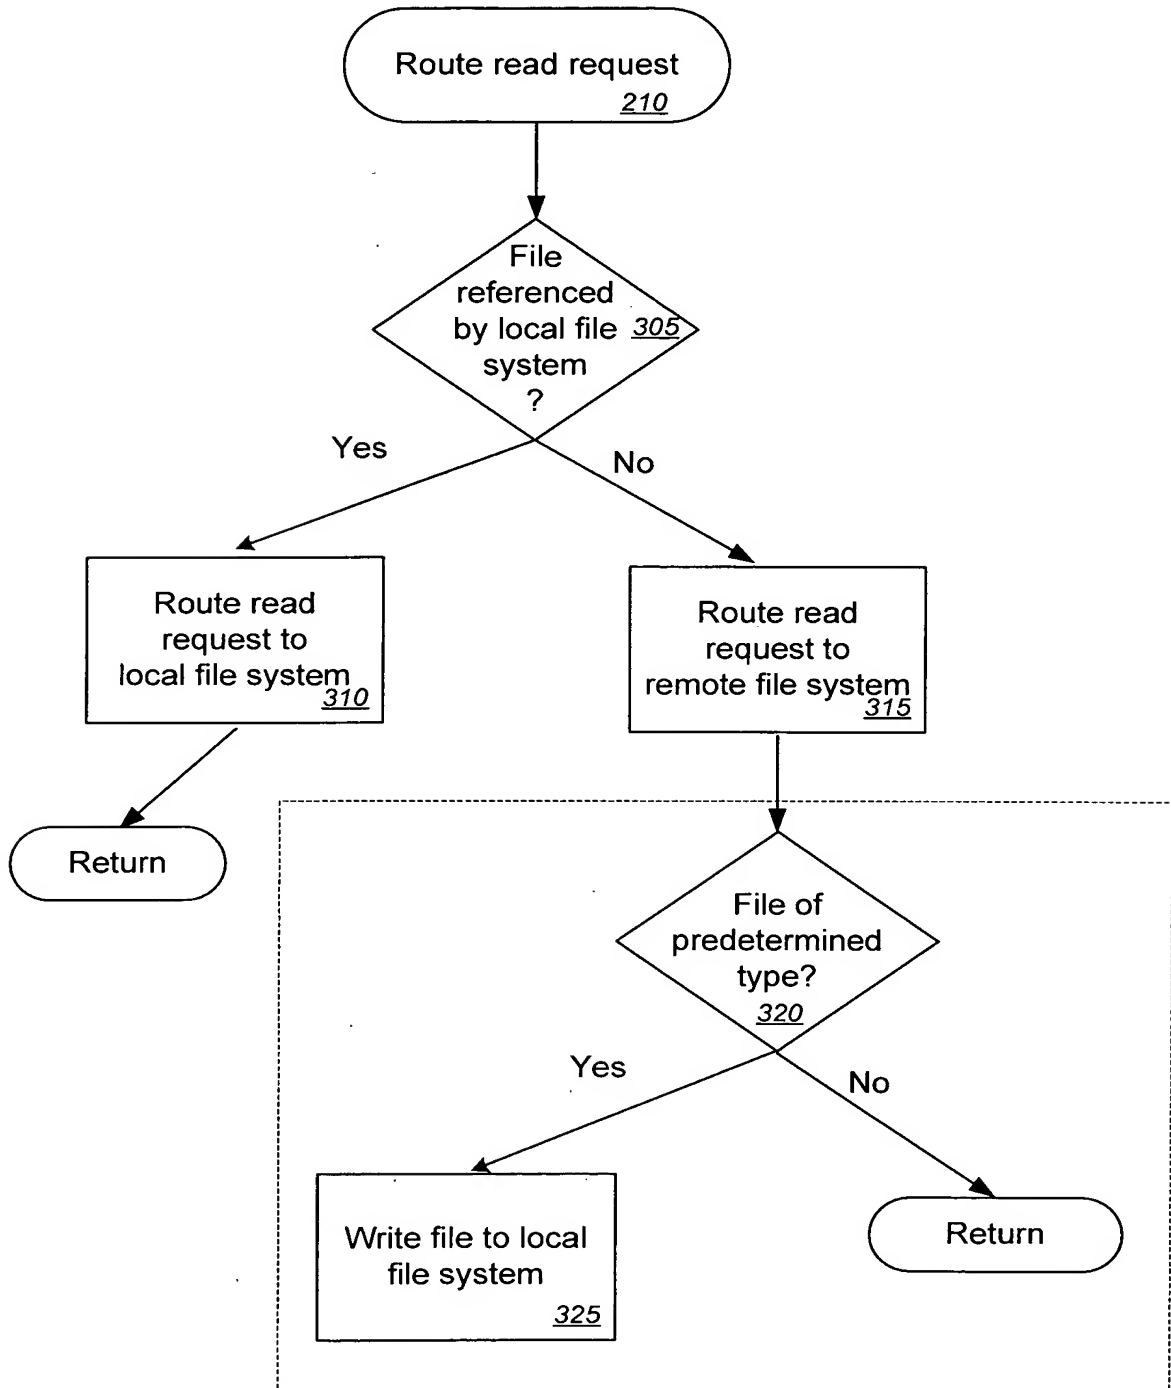 Route read request
210
File
referenced
by local file 305
system
?
Yes
No
Route read
request to
local file system
310
Route read
request to
remote file system
315
Return
File of
predetermined
type?
320
Yes
No
Write file to local
file system
325
Return